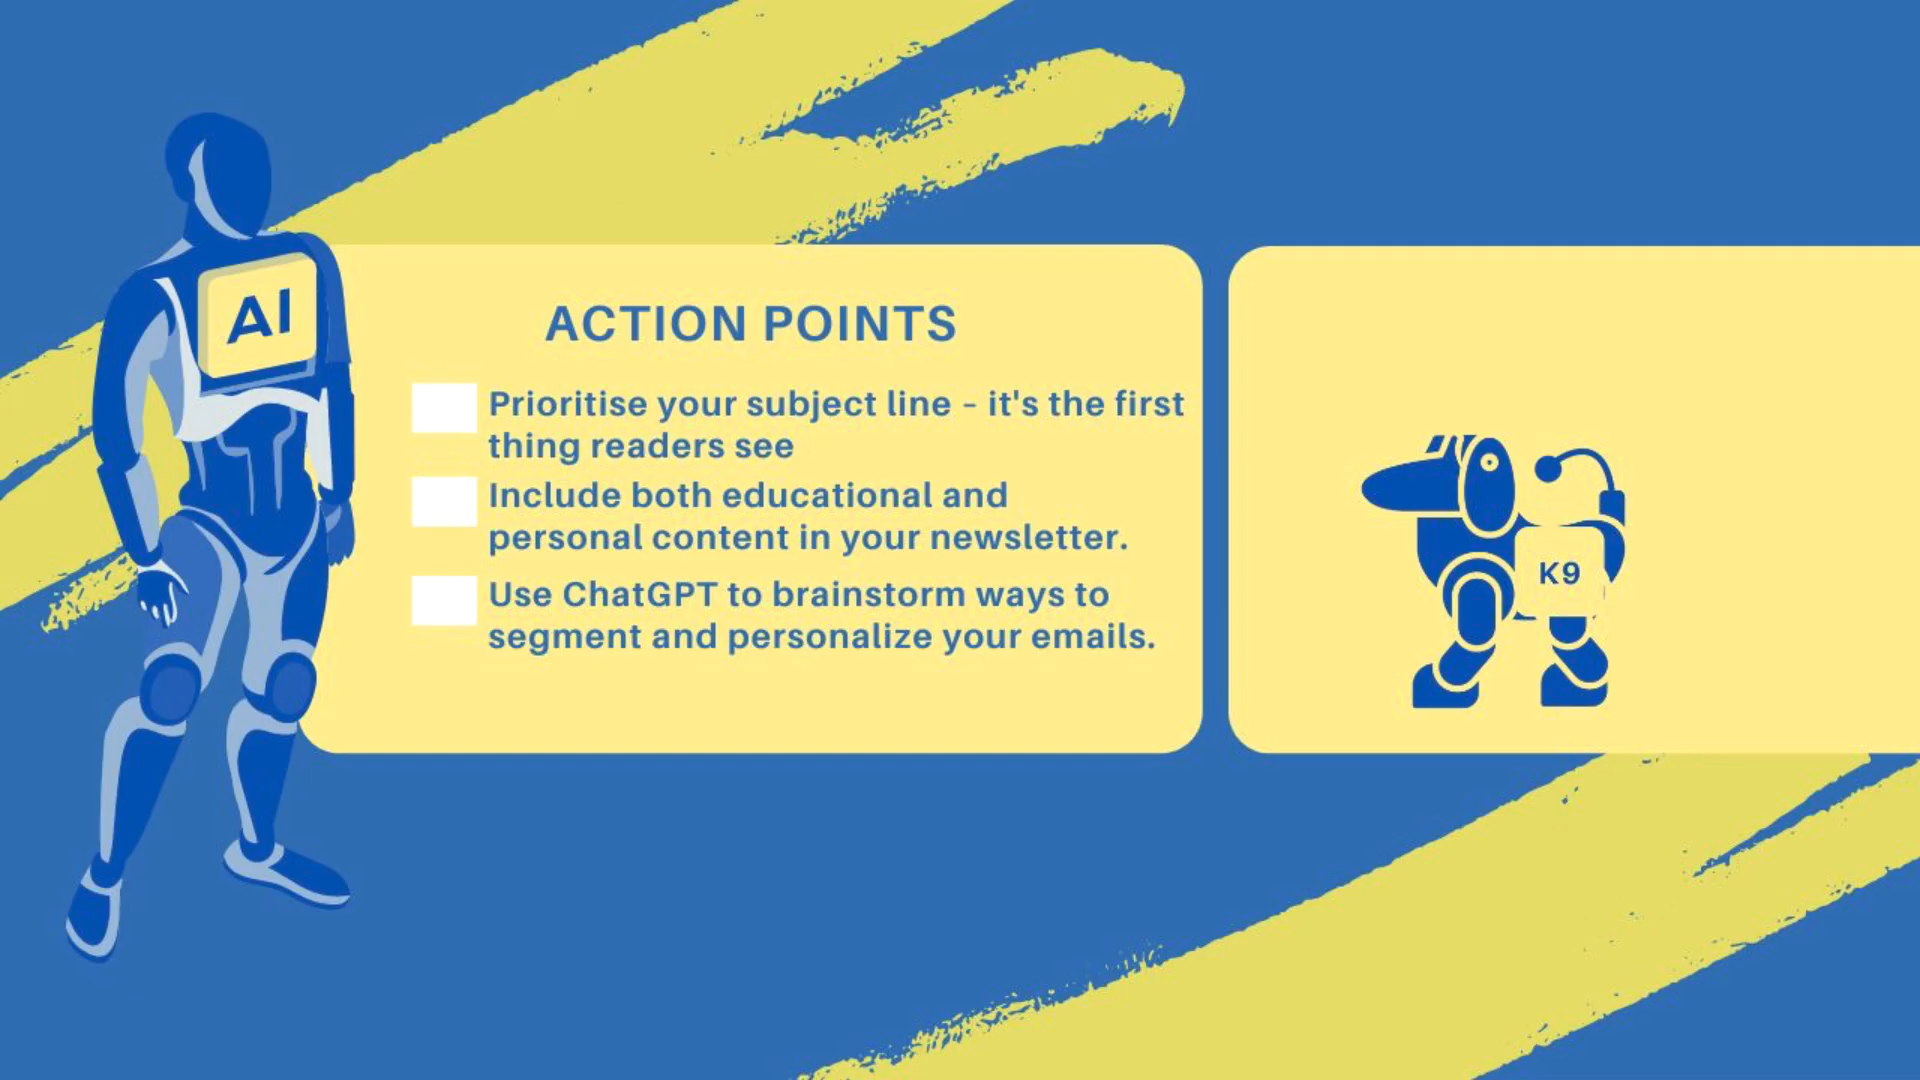 AI
ACTION POINTS
Prioritise your subject line – it's the first
thing readers see
Include both educational and
personal content in your newsletter.
Use ChatGPT to brainstorm ways to
segment and personalize your emails.
K9